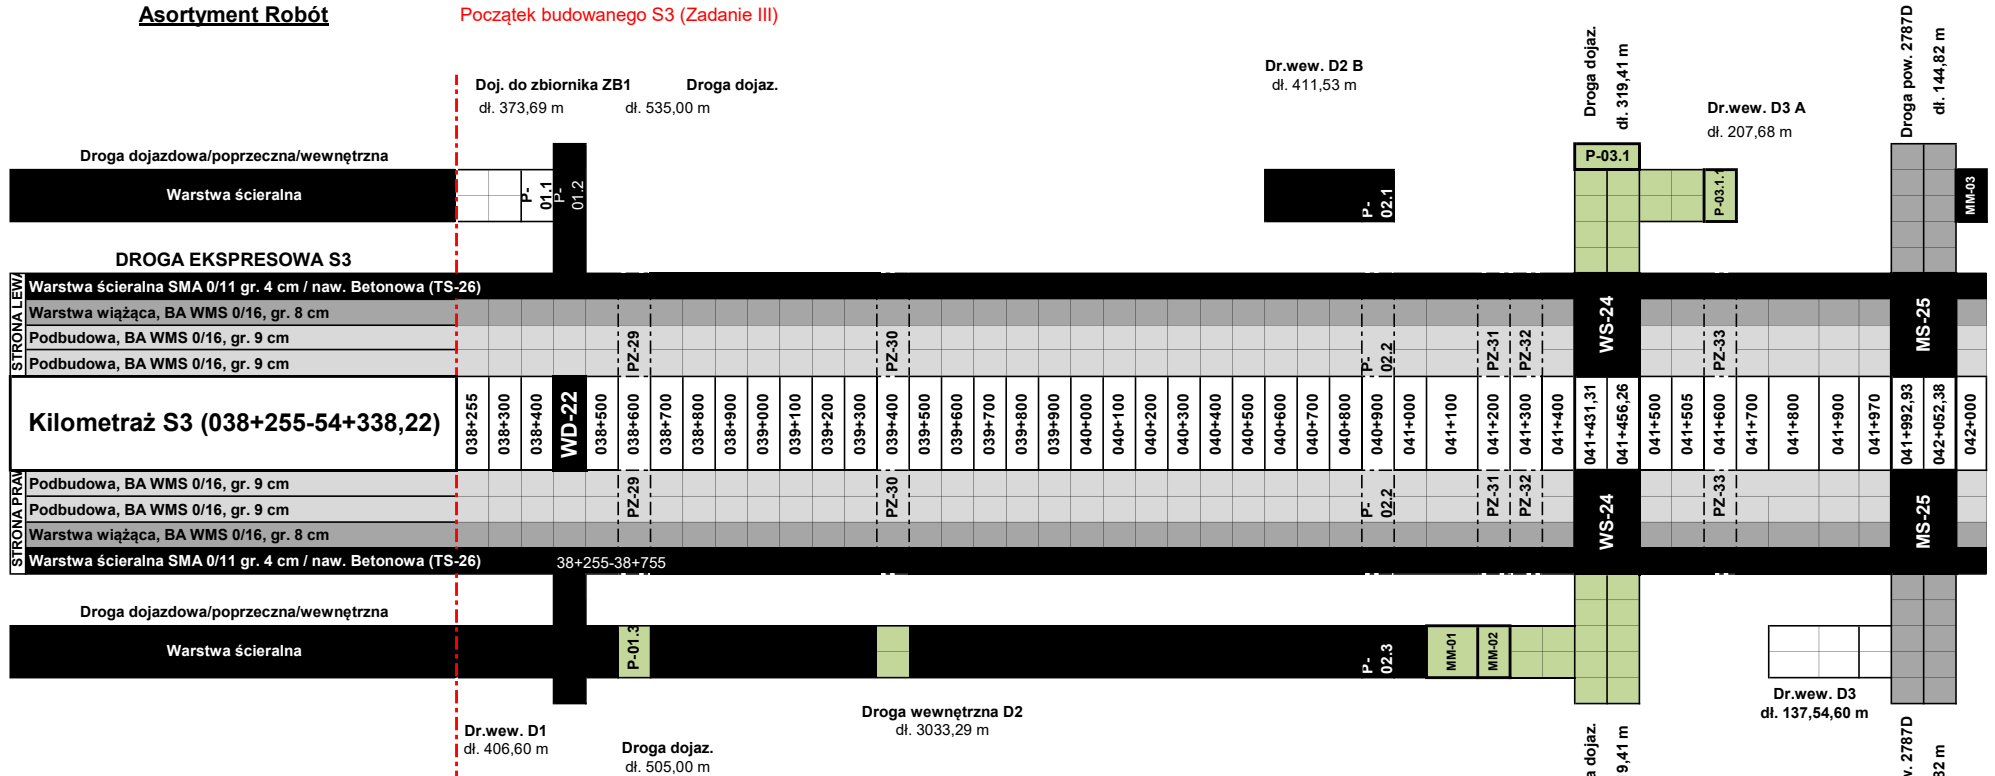 Asortyment Robót
Początek budowanego S3 (Zadanie III)
Doj. do zbiornika ZB1
dł. 373,69 m
Droga dojaz.
dł. 535,00 m
Dr.wew. D2 B
dł. 411,53 m
Droga dojaz.
dł. 319,41 m
Dr.wew. D3 A
dł. 207,68 m
Droga pow. 2787D
dł. 144,82 m
Droga dojazdowa/poprzeczna/wewnętrzna
Warstwa ścieralna
P-
01.1
P-
01.2
P-
02.1
P-03.1
P-03.1.1
MM-03
DROGA EKSPRESOWA S3
STRONA LEWA
Warstwa ścieralna SMA 0/11 gr. 4 cm / naw. Betonowa (TS-26)
Warstwa wiążąca, BA WMS 0/16, gr. 8 cm
Podbudowa, BA WMS 0/16, gr. 9 cm
Podbudowa, BA WMS 0/16, gr. 9 cm
PZ-29
PZ-30
P-
02.2
PZ-31
PZ-32
WS-24
PZ-33
MS-25
Kilometraż S3 (038+255-54+338,22)
038+255
038+300
038+400
WD-22
038+500
038+600
038+700
038+800
038+900
039+000
039+100
039+200
039+300
039+400
039+500
039+600
039+700
039+800
039+900
040+000
040+100
040+200
040+300
040+400
040+500
040+600
040+700
040+800
040+900
041+000
041+100
041+200
041+300
041+400
041+431,31
041+456,26
041+500
041+505
041+600
041+700
041+800
041+900
041+970
041+992,93
042+052,38
042+000
STRONA PRAW
Podbudowa, BA WMS 0/16, gr. 9 cm
Podbudowa, BA WMS 0/16, gr. 9 cm
Warstwa wiążąca, BA WMS 0/16, gr. 8 cm
Warstwa ścieralna SMA 0/11 gr. 4 cm / naw. Betonowa (TS-26)
PZ-29
PZ-30
P-
02.2
PZ-31
PZ-32
WS-24
PZ-33
MS-25
38+255-38+755
Droga dojazdowa/poprzeczna/wewnętrzna
Warstwa ścieralna
P-01.3
P-
02.3
MM-01
MM-02
Dr.wew. D1
dł. 406,60 m
Droga dojaz.
dł. 505,00 m
Droga wewnętrzna D2
dł. 3033,29 m
a dojaz.
9,41 m
Dr.wew. D3
dł. 137,54,60 m
w. 2787D
82 m